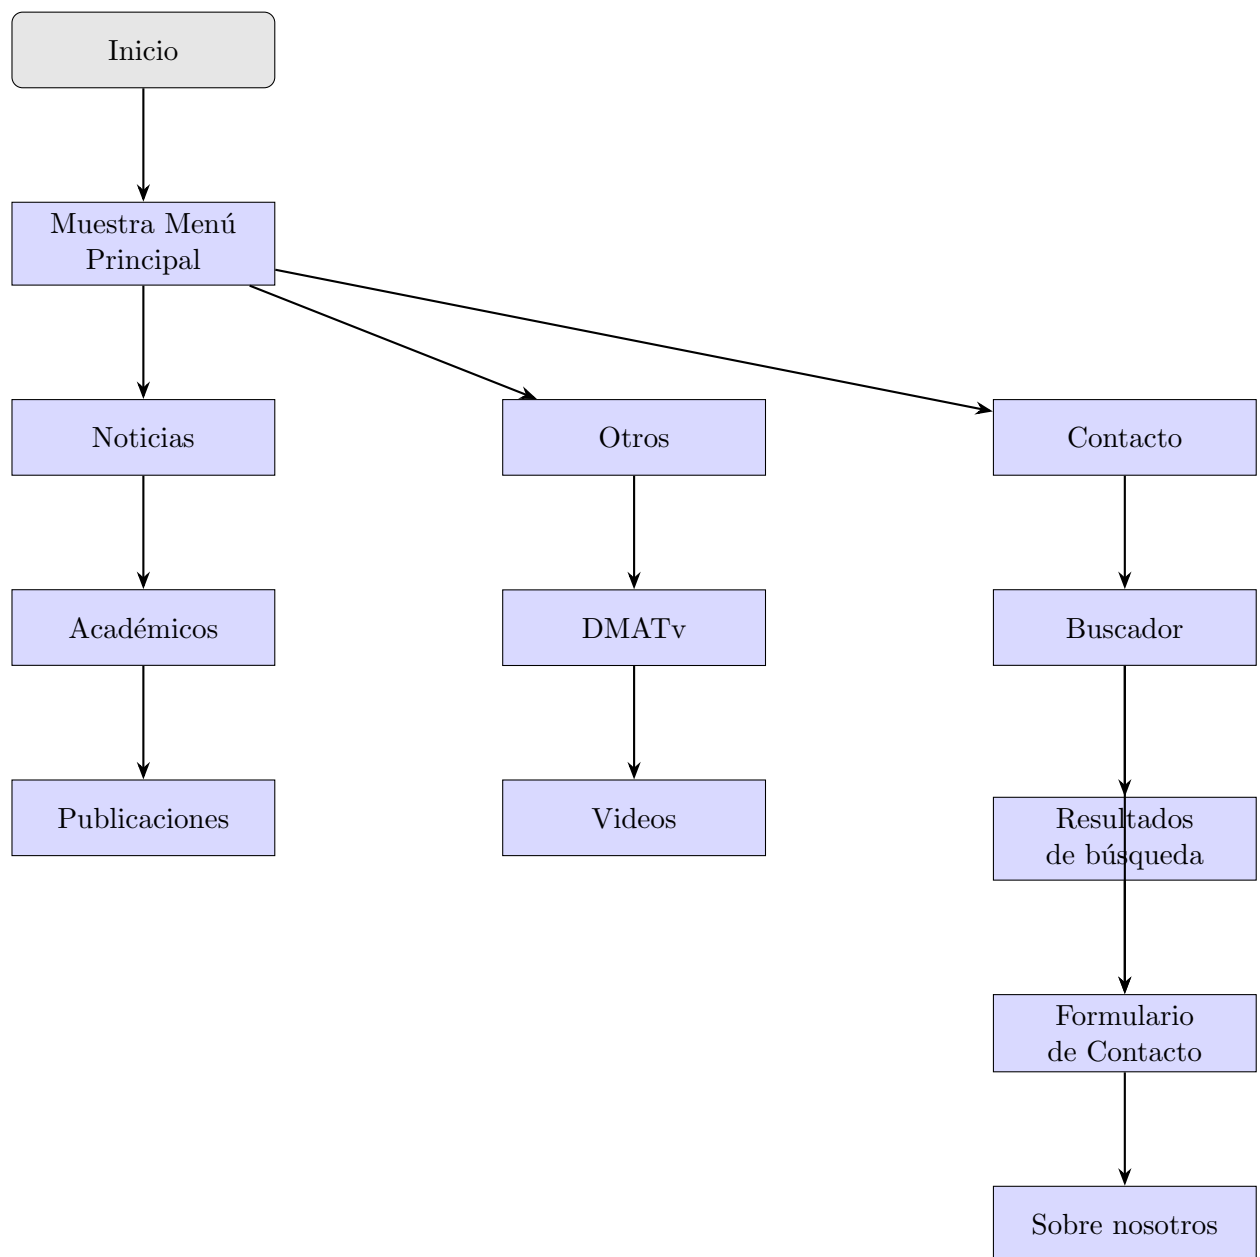 Inicio
Muestra Menú
Principal
Noticias
Otros
Contacto
Académicos
DMATv
Buscador
Publicaciones
Videos
Resultados
de búsqueda
Formulario
de Contacto
Sobre nosotros